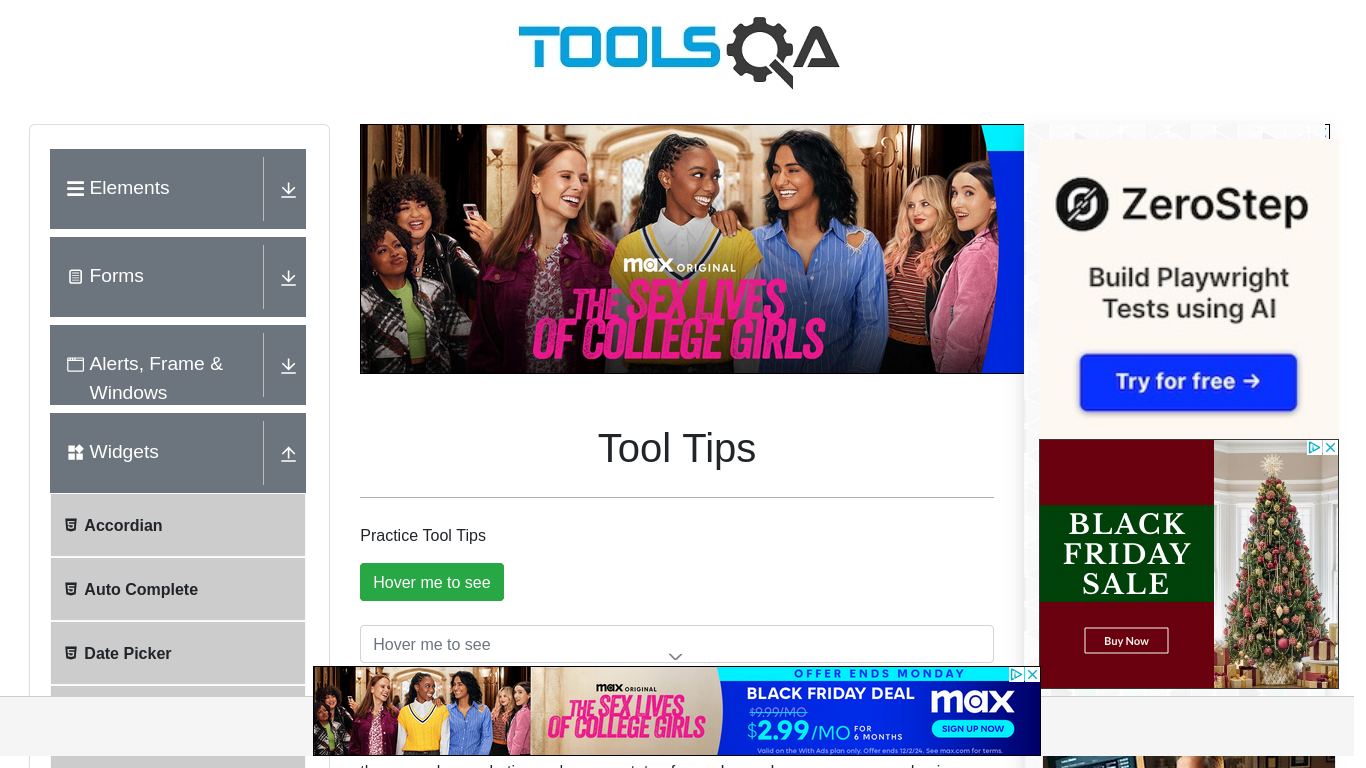 TOOLSQA
Elements
Forms
Alerts, Frame &
Windows
Widgets
Accordian
Auto Complete
Date Picker
max ORIGINAL
THE SEX LIVES
OF COLLEGE GIRLS
Tool Tips
Practice Tool Tips
Hover me to see
Hover me to see
ZeroStep
Build Playwright
Tests using AI
Try for free →
BLACK
FRIDAY
SALE
Buy Now
max ORIGINAL
THE SEX LIVES
OF COLLEGE GIRLS
OFFER ENDS MONDAY
BLACK FRIDAY DEAL
$9.99/MO
$2.99/MO FOR
6 MONTHS
max
SIGN UP NOW
Valid on the With Ads plan only. Offer ends 12/2/24. See max.com for terms.